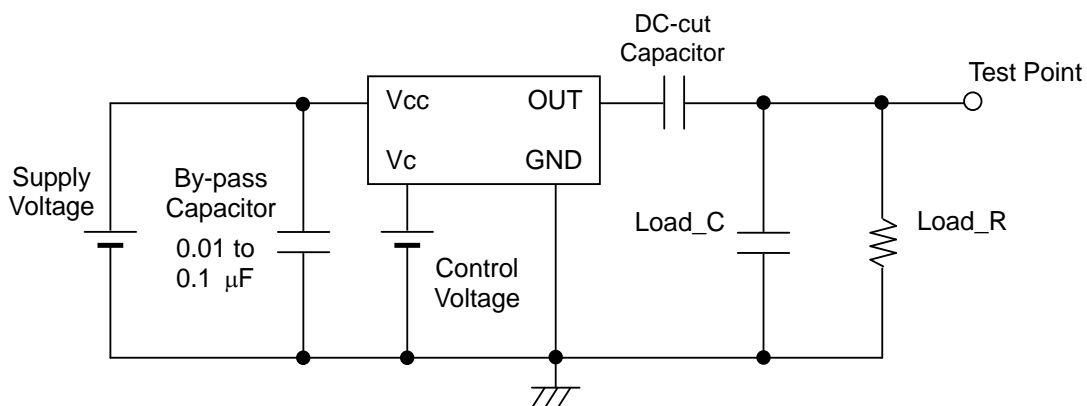 DC-cut
Capacitor
Test Point
Vcc
OUT
Vc
GND
Supply
Voltage
By-pass
Capacitor
0.01 to
0.1 μF
Control
Voltage
Load_C
Load_R